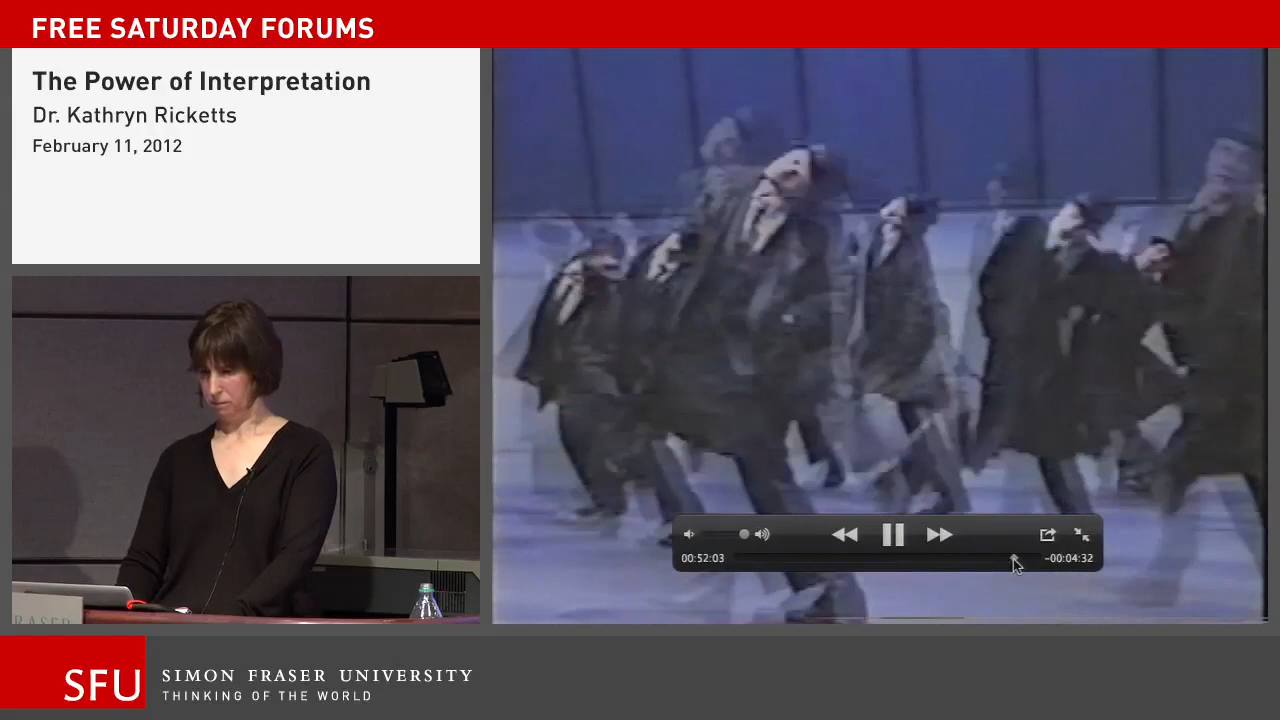 FREE SATURDAY FORUMS
The Power of Interpretation
Dr. Kathryn Ricketts
February 11, 2012
00:52:03
-00:04:32
RASER
SFU
SIMON FRASER UNIVERSITY
THINKING OF THE WORLD